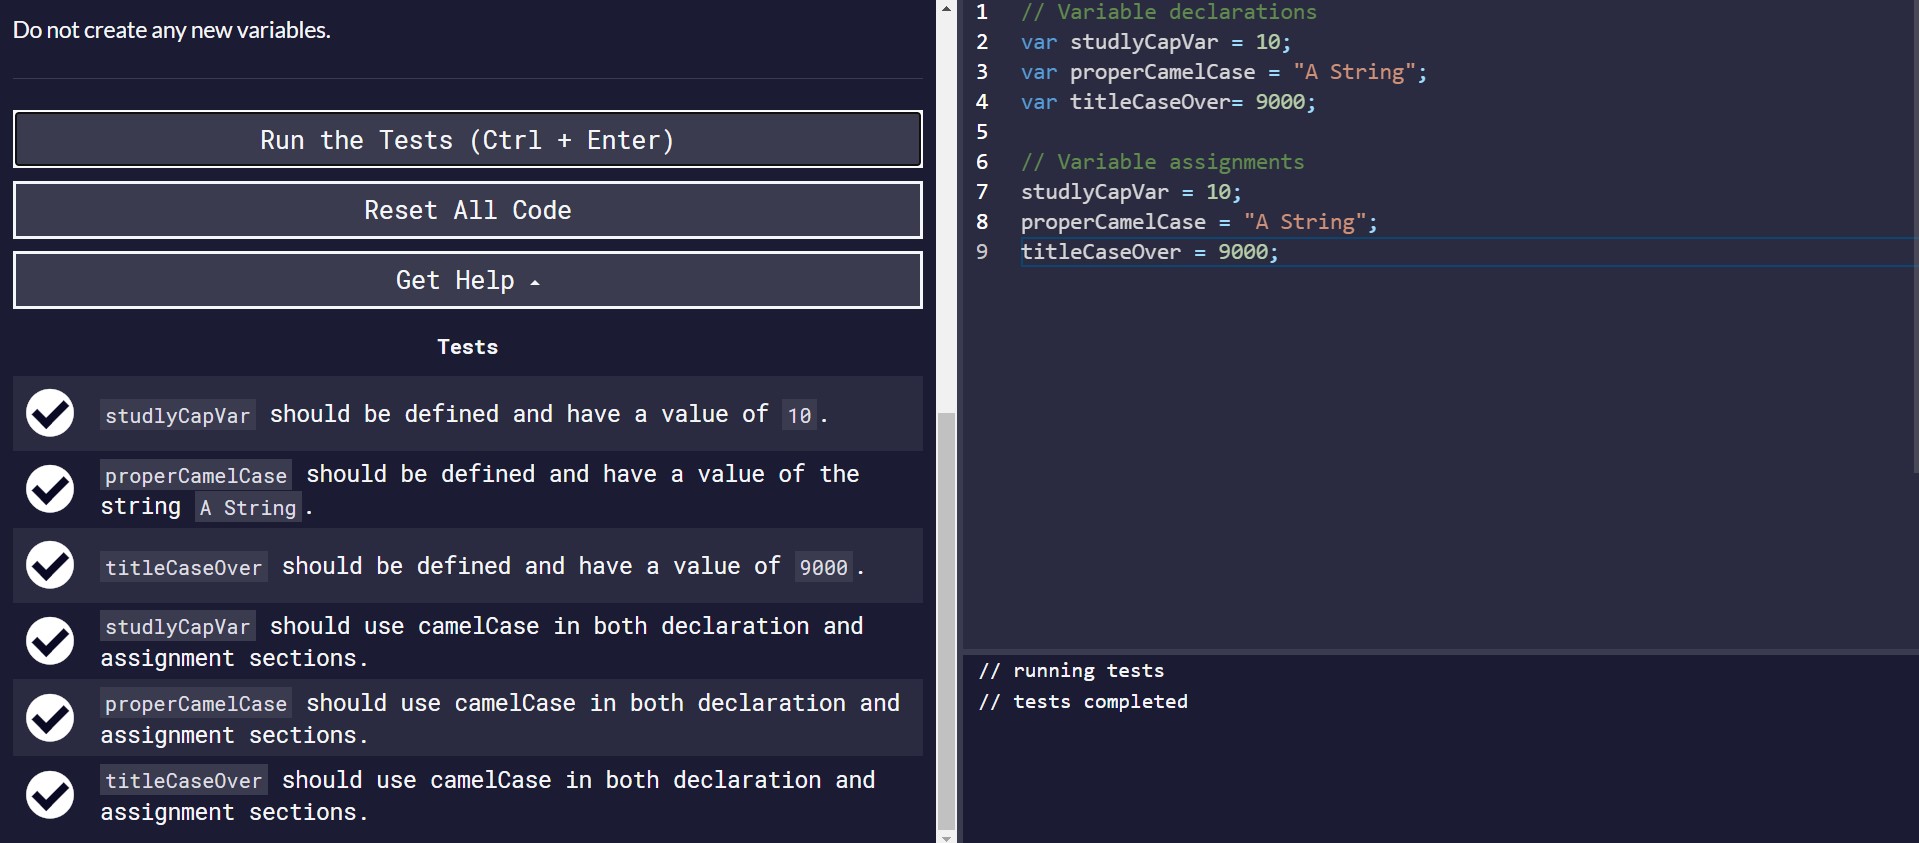 Do not create any new variables.
Run the Tests (Ctrl + Enter)
Reset All Code
Get Help
Tests
studlyCapVar should be defined and have a value of 10.
properCamelCase should be defined and have a value of the
string A String.
titleCaseOver should be defined and have a value of 9000.
studlyCapVar should use camelCase in both declaration and
assignment sections.
properCamelCase should use camelCase in both declaration and
assignment sections.
titleCaseOver should use camelCase in both declaration and
assignment sections.
1 // Variable declarations
2 var studlyCapVar = 10;
3 var properCamelCase = "A String";
4 var titleCaseOver= 9000;
5
6 // Variable assignments
7 studlyCapVar = 10;
8 properCamelCase = "A String";
9 titleCaseOver = 9000;
// running tests
// tests completed